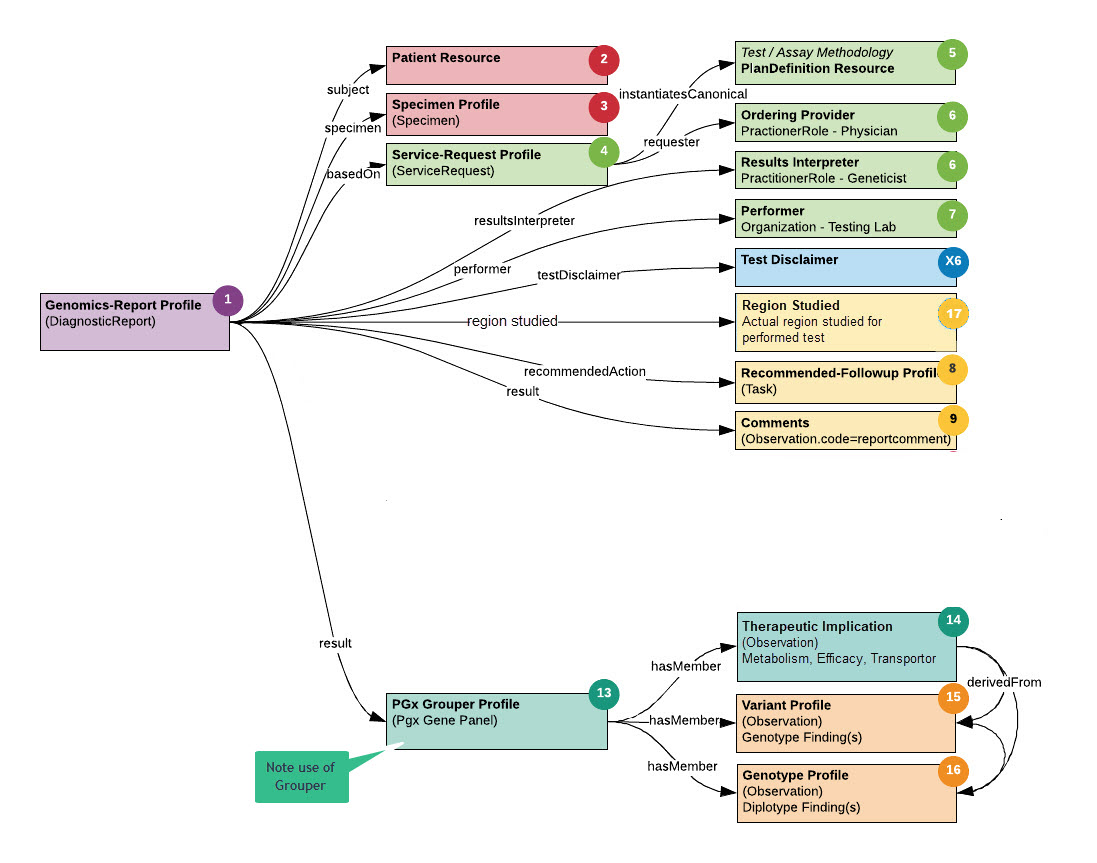 Patient Resource
2
subject
Specimen Profile
(Specimen)
3
specimen
Service-Request Profile
(ServiceRequest)
4
basedOn
Test / Assay Methodology
PlanDefinition Resource
5
instantiatesCanonical
Ordering Provider
PractionerRole - Physician
6
requester
Results Interpreter
PractitionerRole - Geneticist
6
resultsInterpreter
Performer
Organization - Testing Lab
7
performer
Test Disclaimer
X6
testDisclaimer
Genomics-Report Profile
(DiagnosticReport)
1
Region Studied
Actual region studied for
performed test
17
region studied
Recommended-Followup Profil
(Task)
8
recommendedAction
Comments
(Observation.code=reportcomment)
9
result
result
PGx Grouper Profile
(Pgx Gene Panel)
13
Note use of
Grouper
Therapeutic Implication
(Observation)
Metabolism, Efficacy, Transportor
14
hasMember
derivedFrom
Variant Profile
(Observation)
Genotype Finding(s)
15
hasMember
Genotype Profile
(Observation)
Diplotype Finding(s)
16
hasMember